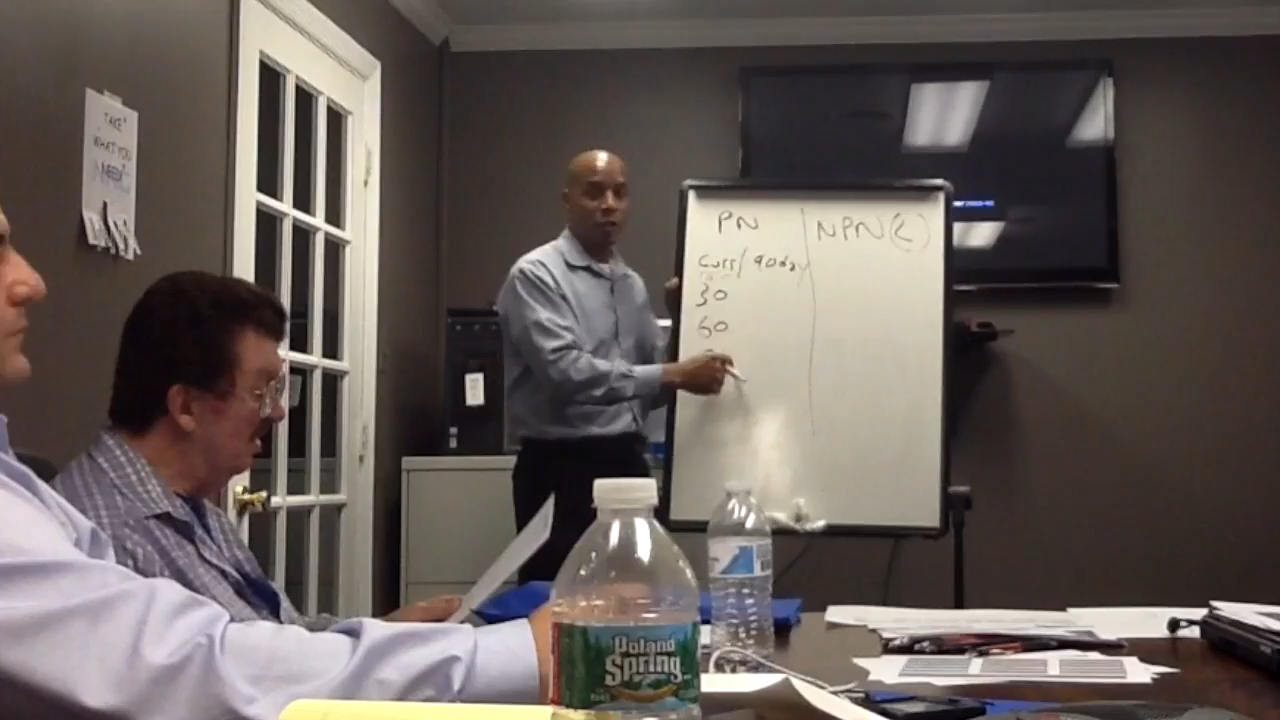 TAKE
WHAT YOU
NEED
PN
NPN(L)
Curr/90day
30
60
Poland
Spring